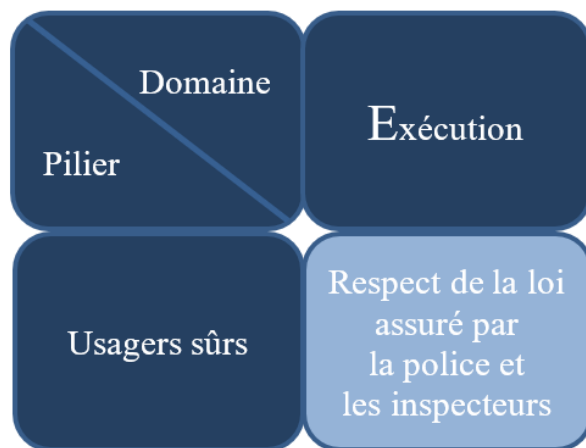 Domaine
Pilier
Exécution
Usagers sûrs
Respect de la loi
assuré par
la police et
les inspecteurs